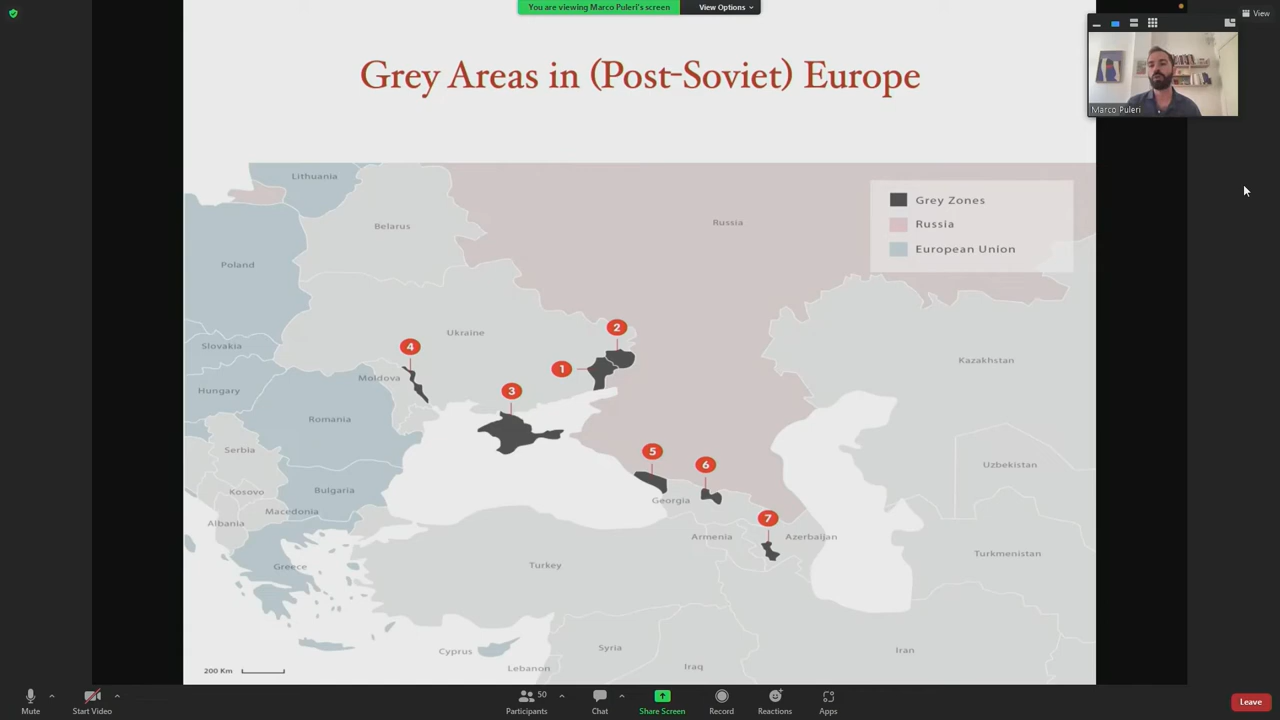 You are viewing Marco Puleri's screen
View Options
View
Marco Puleri
Grey Areas in (Post-Soviet) Europe
Grey Zones
Russia
European Union
Lithuania
Belarus
Russia
Poland
Ukraine
Slovakia
Moldova
Hungary
Kazakhstan
Romania
Serbia
Uzbekistan
Kosovo
Bulgaria
Georgia
Macedonia
Albania
Armenia
Azerbaijan
Turkmenistan
Greece
Turkey
Cyprus
Syria
Iran
Lebanon
Iraq
1
2
3
4
5
6
7
200 Km
Mute
Start Video
Participants
50
Chat
Share Screen
Record
Reactions
Apps
Leave